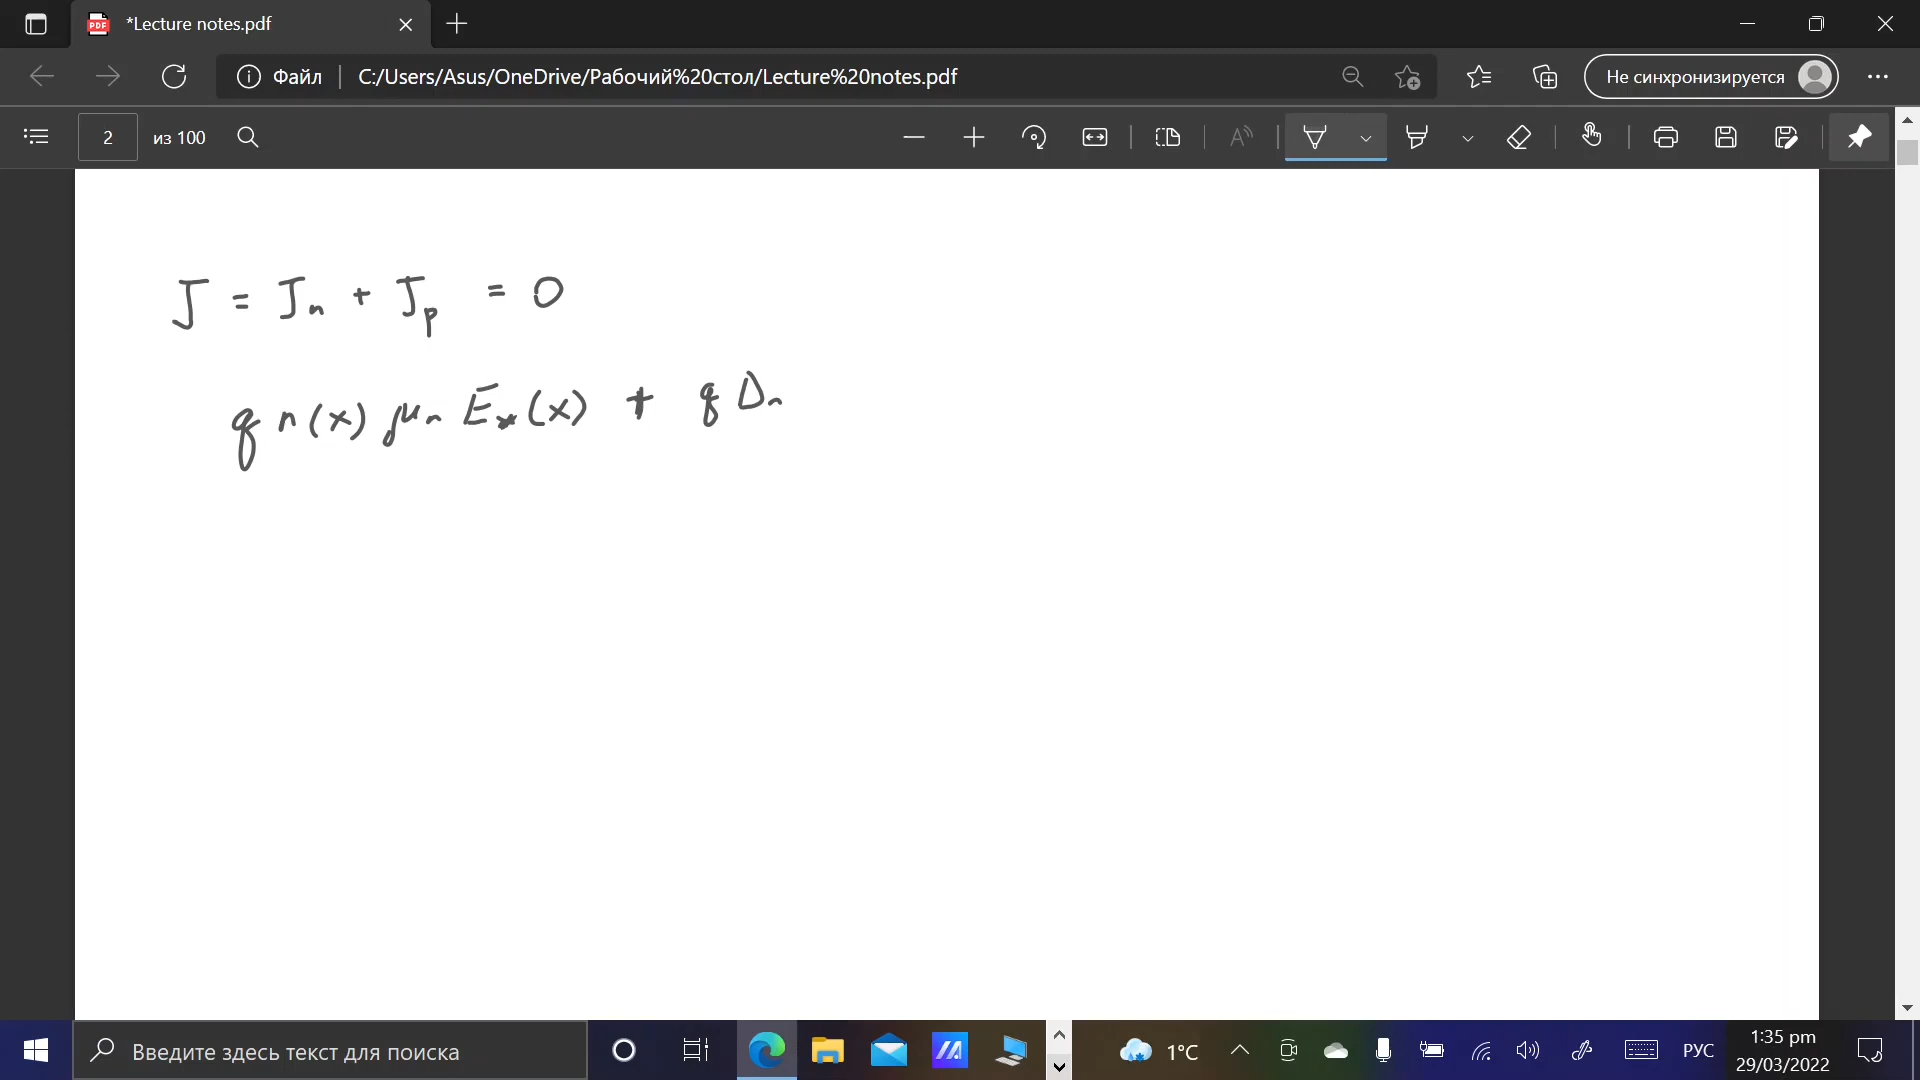 *Lecture notes.pdf
Файл C:/Users/Asus/OneDrive/Рабочий%20стол/Lecture%20notes.pdf Не синхронизируется
2 из 100
J = Jn + Jp = 0
q n(x) μn Ex(x) + q Dn
Введите здесь текст для поиска
1°C
РУС
1:35 pm
29/03/2022